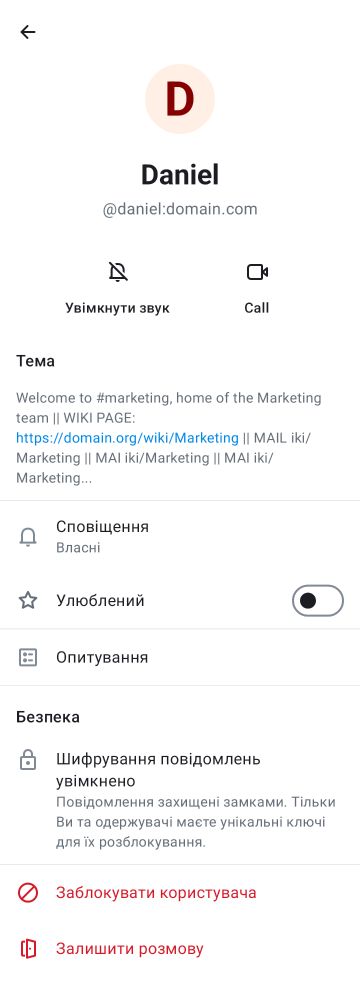 D
Daniel
@daniel:domain.com
Увімкнути звук
Call
Тема
Welcome to #marketing, home of the Marketing
team || WIKI PAGE:
https://domain.org/wiki/Marketing || MAIL iki/
Marketing || MAI iki/Marketing || MAI iki/
Marketing...
Сповіщення
Власні
Улюблений
Опитування
Безпека
Шифрування повідомлень
увімкнено
Повідомлення захищені замками. Тільки
Ви та одержувачі маєте унікальні ключі
для їх розблокування.
Заблокувати користувача
Залишити розмову